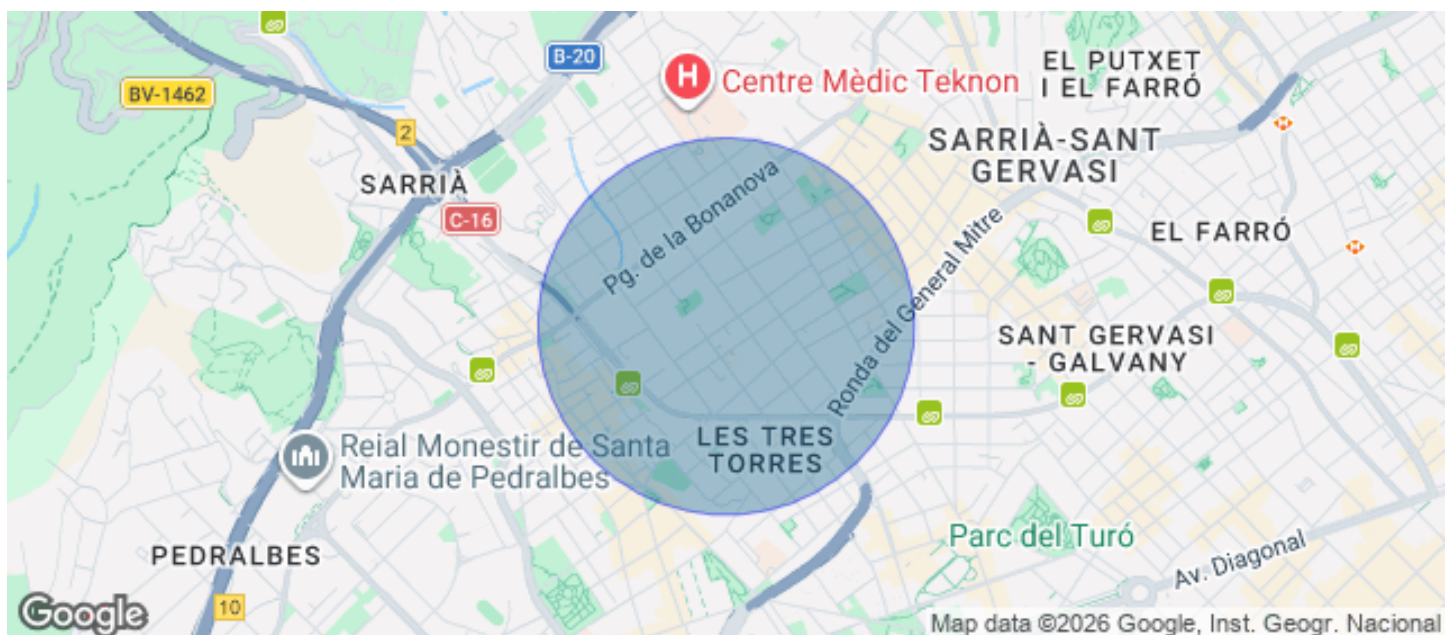 B-20
BV-1462
H
Centre Mèdic Teknon
EL PUTXET
I EL FARRÓ
2
SARRIÀ
SARRIÀ-SANT
GERVASI
Pg. de la Bonanova
C-16
EL FARRÓ
Ronda del General Mitre
SANT GERVASI
- GALVANY
LES TRES
TORRES
Reial Monestir de Santa
Maria de Pedralbes
PEDRALBES
Parc del Turó
Av. Diagonal
10
Google
Map data ©2026 Google, Inst. Geogr. Nacional